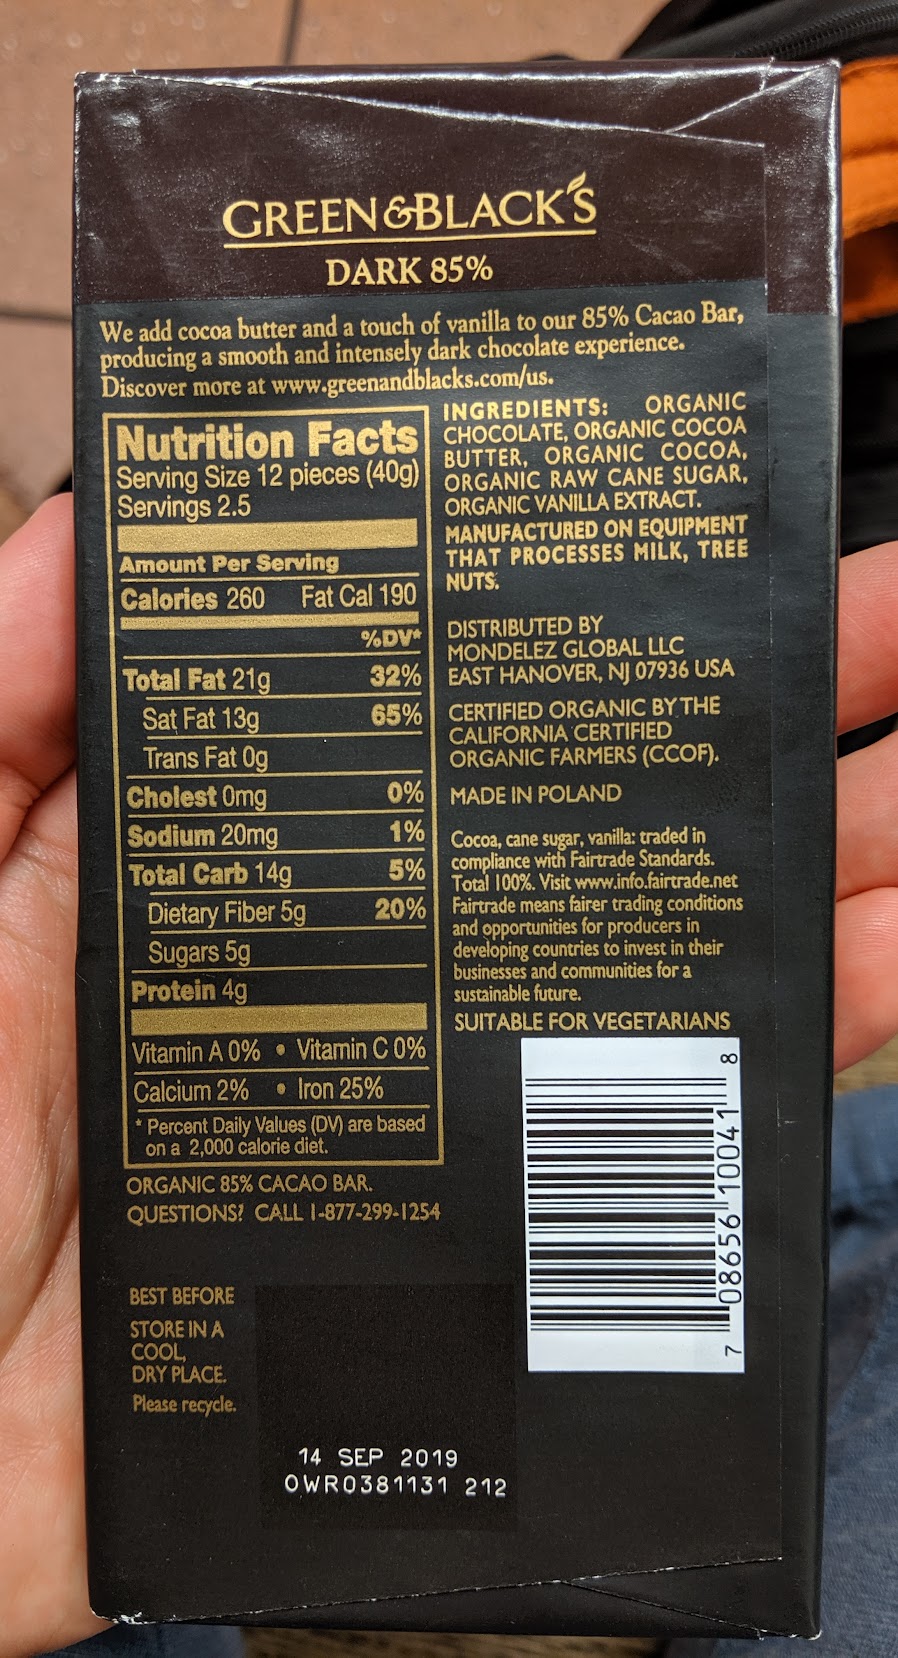 GREEN&BLACK'S
DARK 85%
We add cocoa butter and a touch of vanilla to our 85% Cacao Bar,
producing a smooth and intensely dark chocolate experience.
Discover more at www.greenandblacks.com/us.
Nutrition Facts
Serving Size 12 pieces (40g)
Servings 2.5
Amount Per Serving
Calories 260 Fat Cal 190
%DV*
Total Fat 21g 32%
Sat Fat 13g 65%
Trans Fat 0g
Cholest 0mg 0%
Sodium 20mg 1%
Total Carb 14g 5%
Dietary Fiber 5g 20%
Sugars 5g
Protein 4g
Vitamin A 0% • Vitamin C 0%
Calcium 2% • Iron 25%
* Percent Daily Values (DV) are based
on a 2,000 calorie diet.
ORGANIC 85% CACAO BAR.
QUESTIONS? CALL 1-877-299-1254
INGREDIENTS: ORGANIC
CHOCOLATE, ORGANIC COCOA
BUTTER, ORGANIC COCOA,
ORGANIC RAW CANE SUGAR,
ORGANIC VANILLA EXTRACT.
MANUFACTURED ON EQUIPMENT
THAT PROCESSES MILK, TREE
NUTS.
DISTRIBUTED BY
MONDELEZ GLOBAL LLC
EAST HANOVER, NJ 07936 USA
CERTIFIED ORGANIC BY THE
CALIFORNIA CERTIFIED
ORGANIC FARMERS (CCOF).
MADE IN POLAND
Cocoa, cane sugar, vanilla: traded in
compliance with Fairtrade Standards.
Total 100%. Visit www.info.fairtrade.net
Fairtrade means fairer trading conditions
and opportunities for producers in
developing countries to invest in their
businesses and communities for a
sustainable future.
SUITABLE FOR VEGETARIANS
7 08656 10041 8
BEST BEFORE
STORE IN A
COOL,
DRY PLACE.
Please recycle.
14 SEP 2019
OWR0381131 212